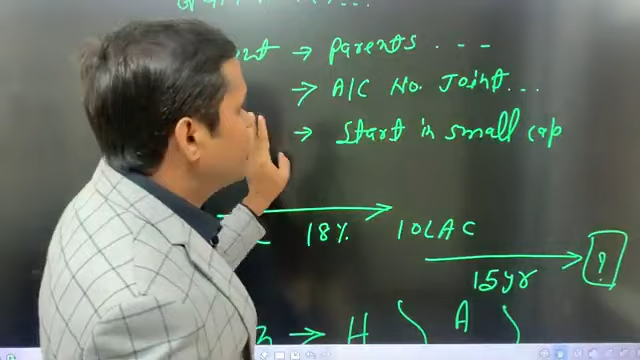 → Parents ...
→ A/C No. Joint...
→ Start in small cap
18% 10LAC
15yr ?
→ H A